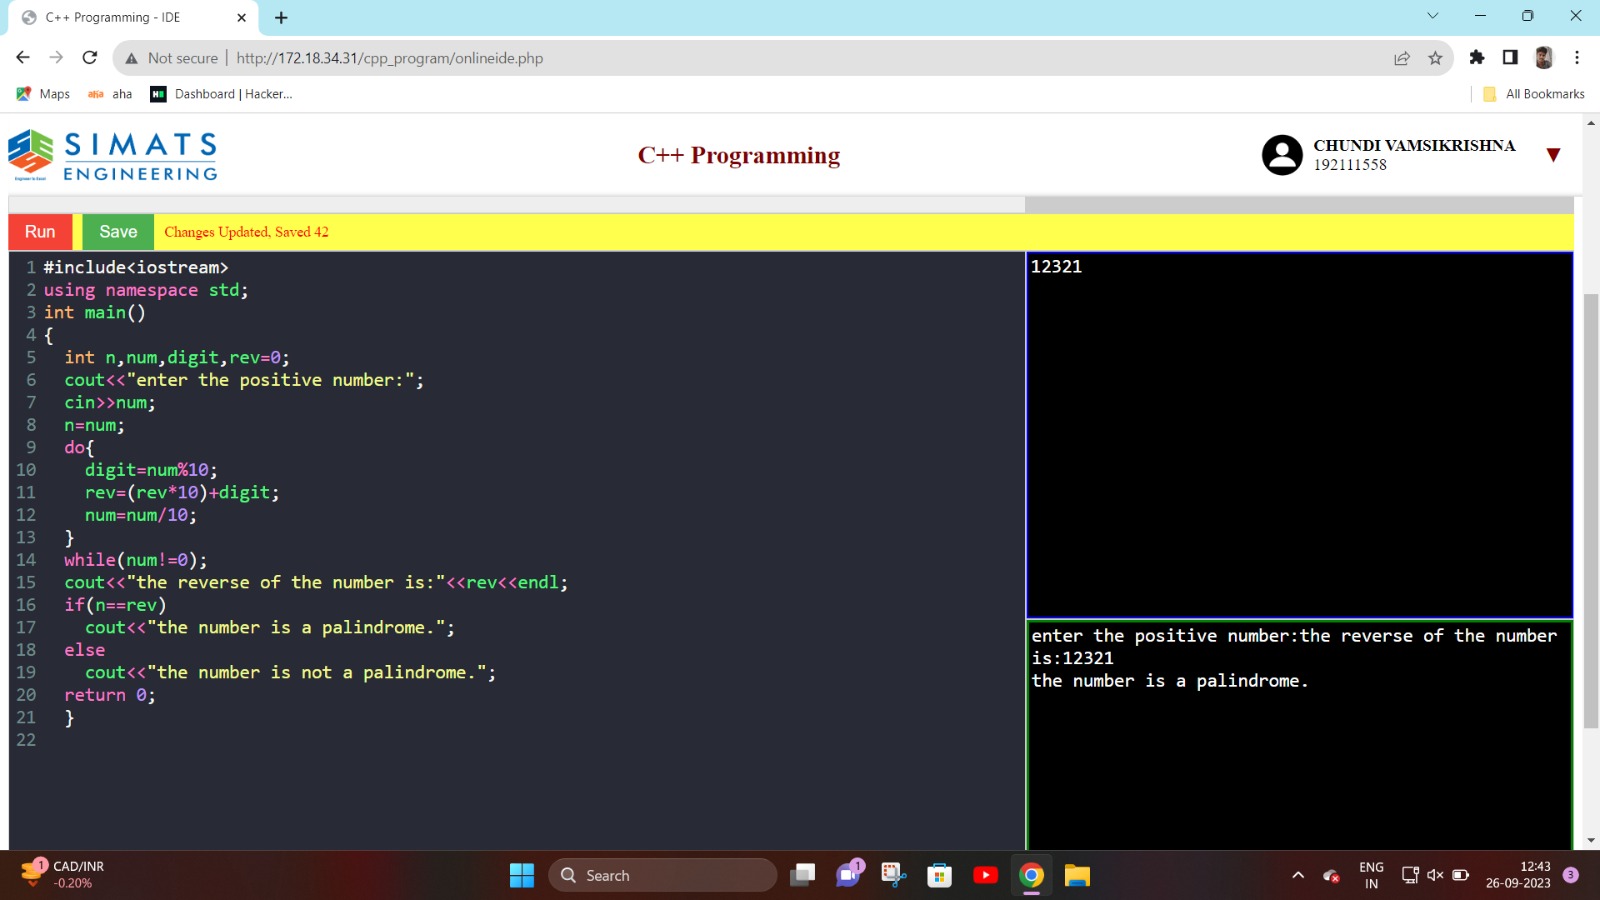 C++ Programming - IDE
Not secure | http://172.18.34.31/cpp_program/onlineide.php
Maps aha aha Dashboard | Hacker... All Bookmarks
SIMATS
ENGINEERING
C++ Programming
CHUNDI VAMSIKRISHNA
192111558
Run Save Changes Updated, Saved 42
1 #include<iostream>
2 using namespace std;
3 int main()
4 {
5   int n,num,digit,rev=0;
6   cout<<"enter the positive number:";
7   cin>>num;
8   n=num;
9   do{
10     digit=num%10;
11     rev=(rev*10)+digit;
12     num=num/10;
13   }
14   while(num!=0);
15   cout<<"the reverse of the number is:"<<rev<<endl;
16   if(n==rev)
17     cout<<"the number is a palindrome.";
18   else
19     cout<<"the number is not a palindrome.";
20   return 0;
21   }
22
12321
enter the positive number:the reverse of the number
is:12321
the number is a palindrome.
1 CAD/INR
-0.20%
Search
1
ENG
IN
12:43
26-09-2023
3